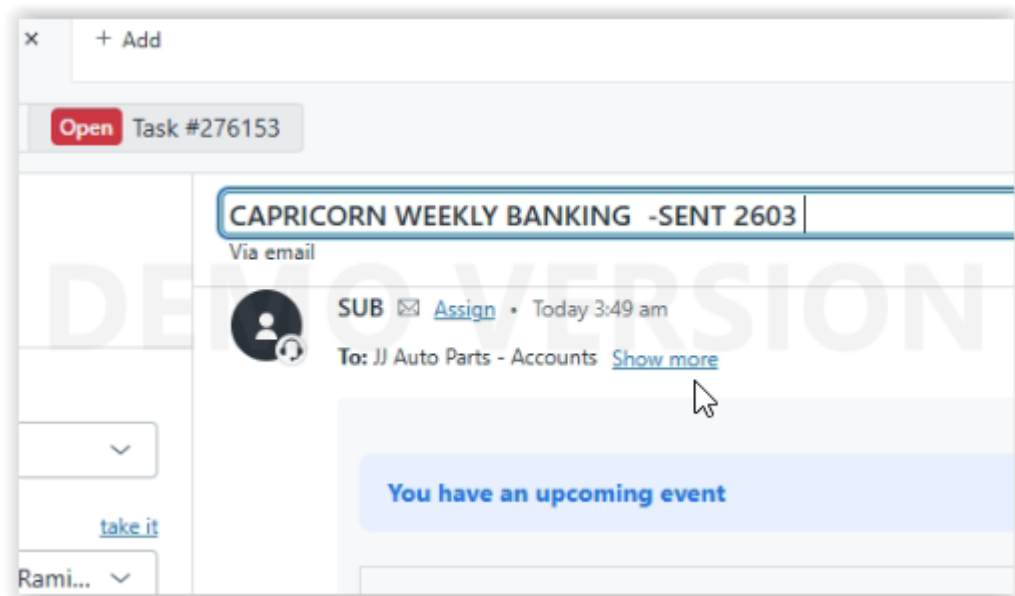 × + Add
Open Task #276153
CAPRICORN WEEKLY BANKING -SENT 2603
Via email
DEMO VERSION
SUB Assign • Today 3:49 am
To: JJ Auto Parts - Accounts Show more
You have an upcoming event
take it
Rami...